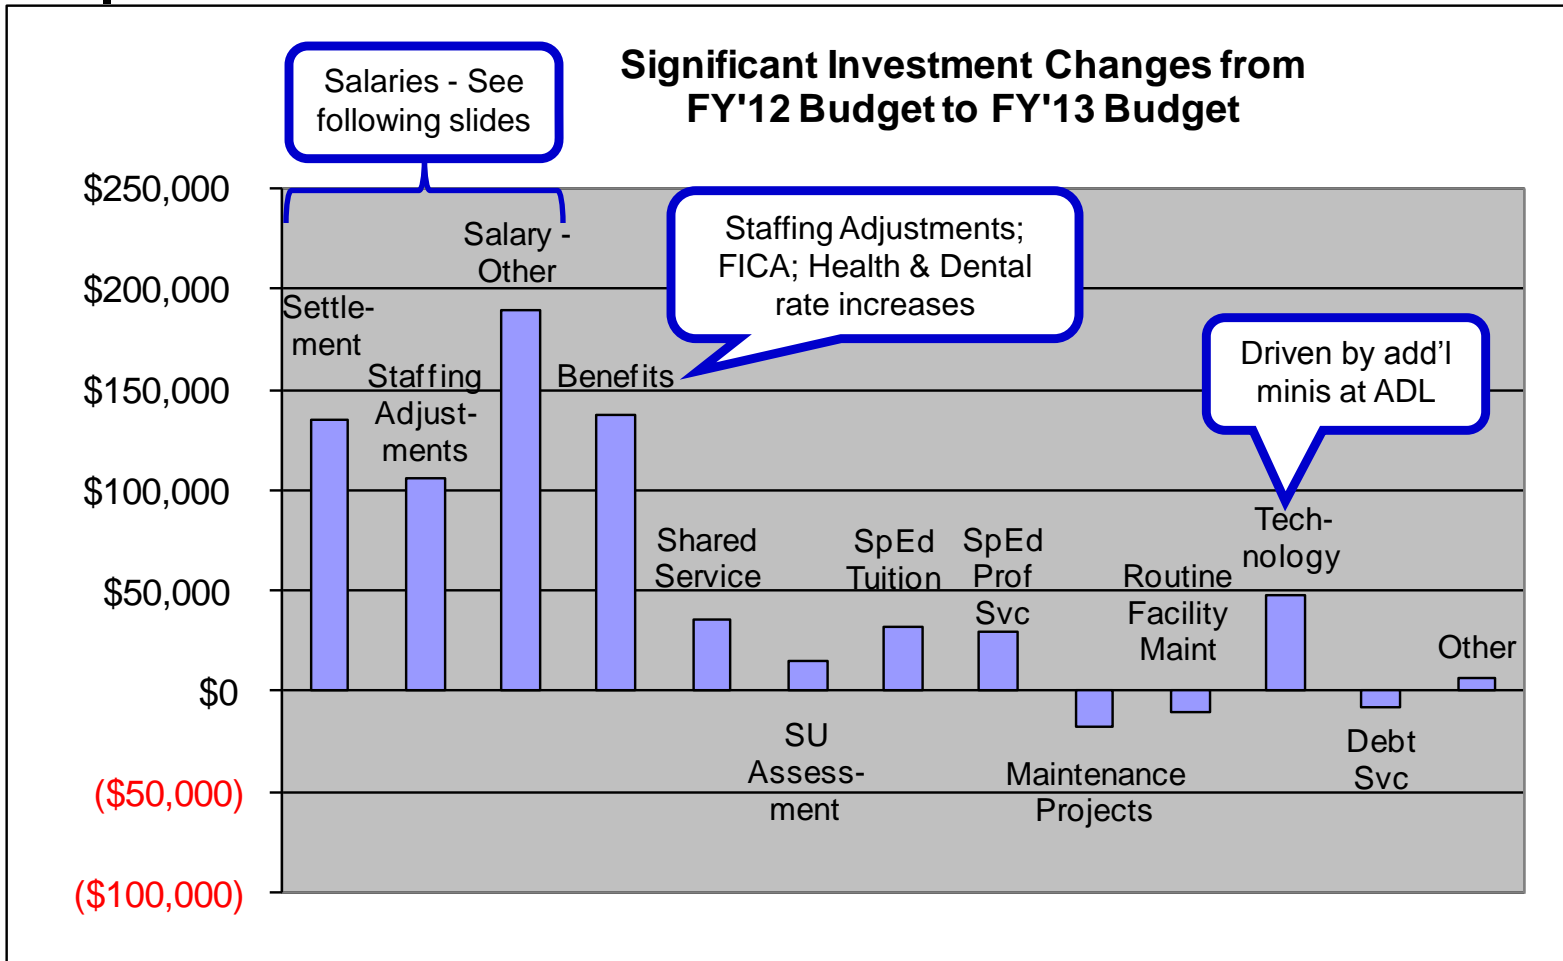 Significant Investment Changes from
FY'12 Budget to FY'13 Budget
Salaries - See
following slides
Staffing Adjustments;
FICA; Health & Dental
rate increases
Driven by add'l
minis at ADL
$250,000
$200,000
$150,000
$100,000
$50,000
$0
($50,000)
($100,000)
Settle-
ment
Staffing
Adjust-
ments
Salary -
Other
Benefits
Shared
Service
SU
Assess-
ment
SpEd
Tuition
SpEd
Prof
Svc
Maintenance
Projects
Routine
Facility
Maint
Tech-
nology
Debt
Svc
Other